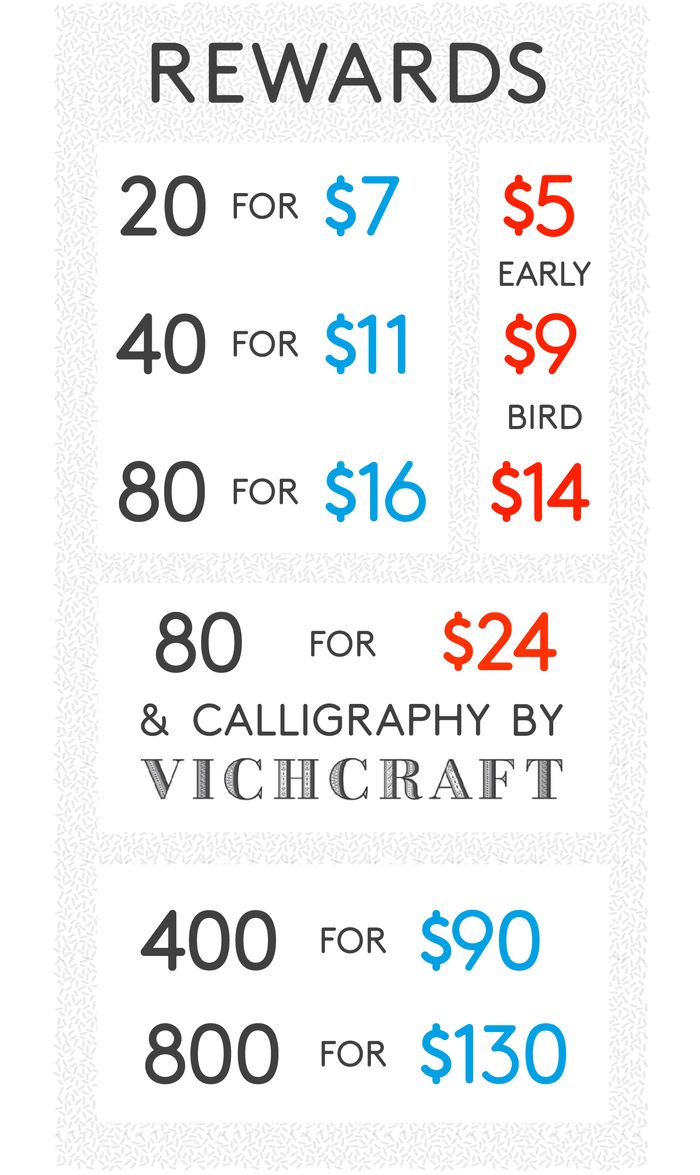 REWARDS
20 FOR $7 $5
EARLY
40 FOR $11 $9
BIRD
80 FOR $16 $14
80 FOR $24
& CALLIGRAPHY BY
VICHCRAFT
400 FOR $90
800 FOR $130